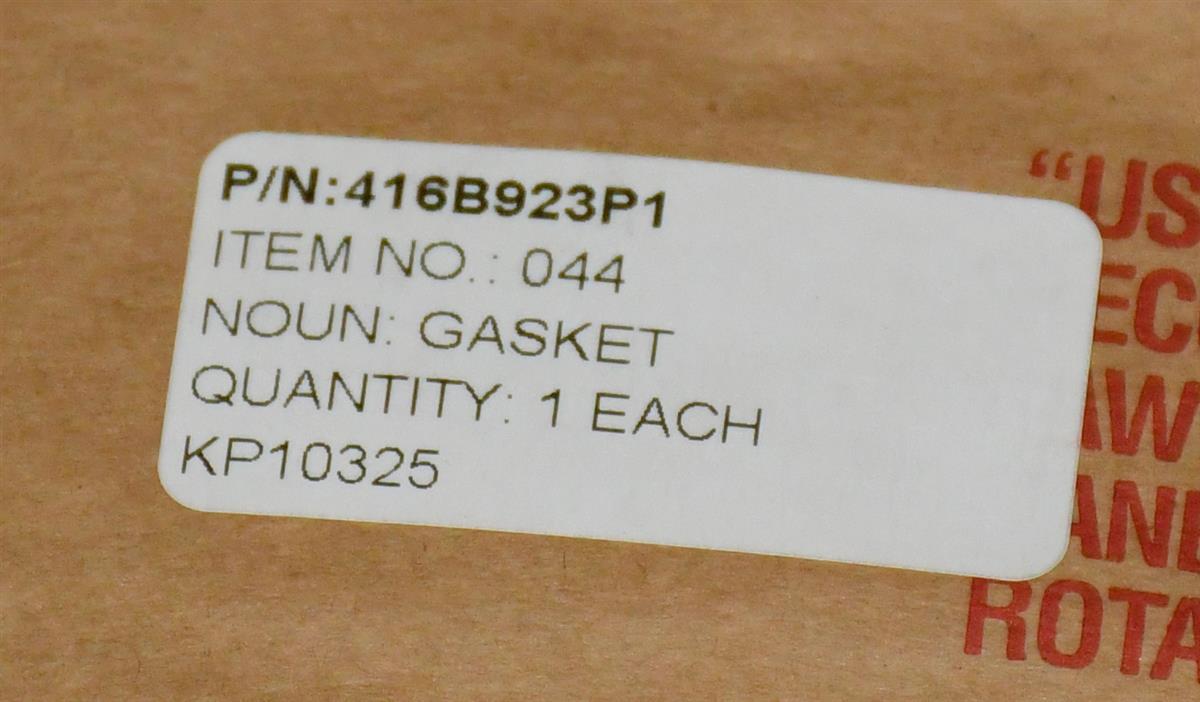 P/N:416B923P1
ITEM NO.: 044
NOUN: GASKET
QUANTITY: 1 EACH
KP10325